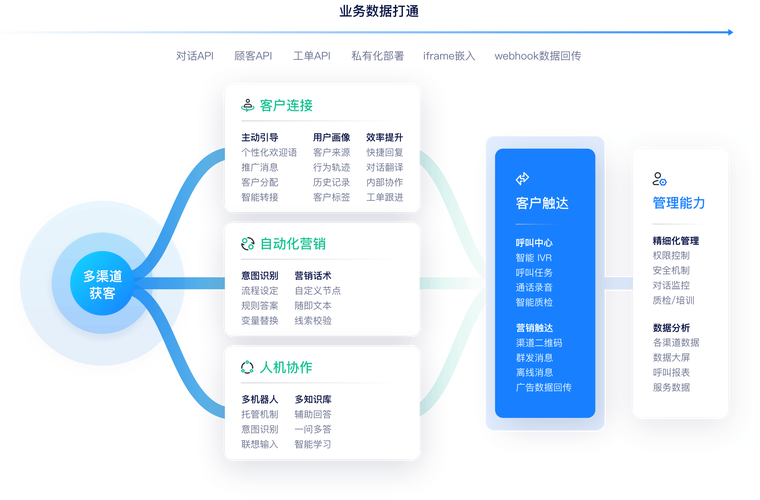 业务数据打通
对话API 顾客API 工单API 私有化部署 iframe嵌入 webhook数据回传
多渠道
获客
客户连接
主动引导 用户画像 效率提升
个性化欢迎语 客户来源 快捷回复
推广消息 行为轨迹 对话翻译
客户分配 历史记录 内部协作
智能转接 客户标签 工单跟进
自动化营销
意图识别 营销话术
流程设定 自定义节点
规则答案 随即文本
变量替换 线索校验
人机协作
多机器人 多知识库
托管机制 辅助回答
意图识别 一问多答
联想输入 智能学习
客户触达
呼叫中心
智能 IVR
呼叫任务
通话录音
智能质检
营销触达
渠道二维码
群发消息
离线消息
广告数据回传
管理能力
精细化管理
权限控制
安全机制
对话监控
质检/培训
数据分析
各渠道数据
数据大屏
呼叫报表
服务数据